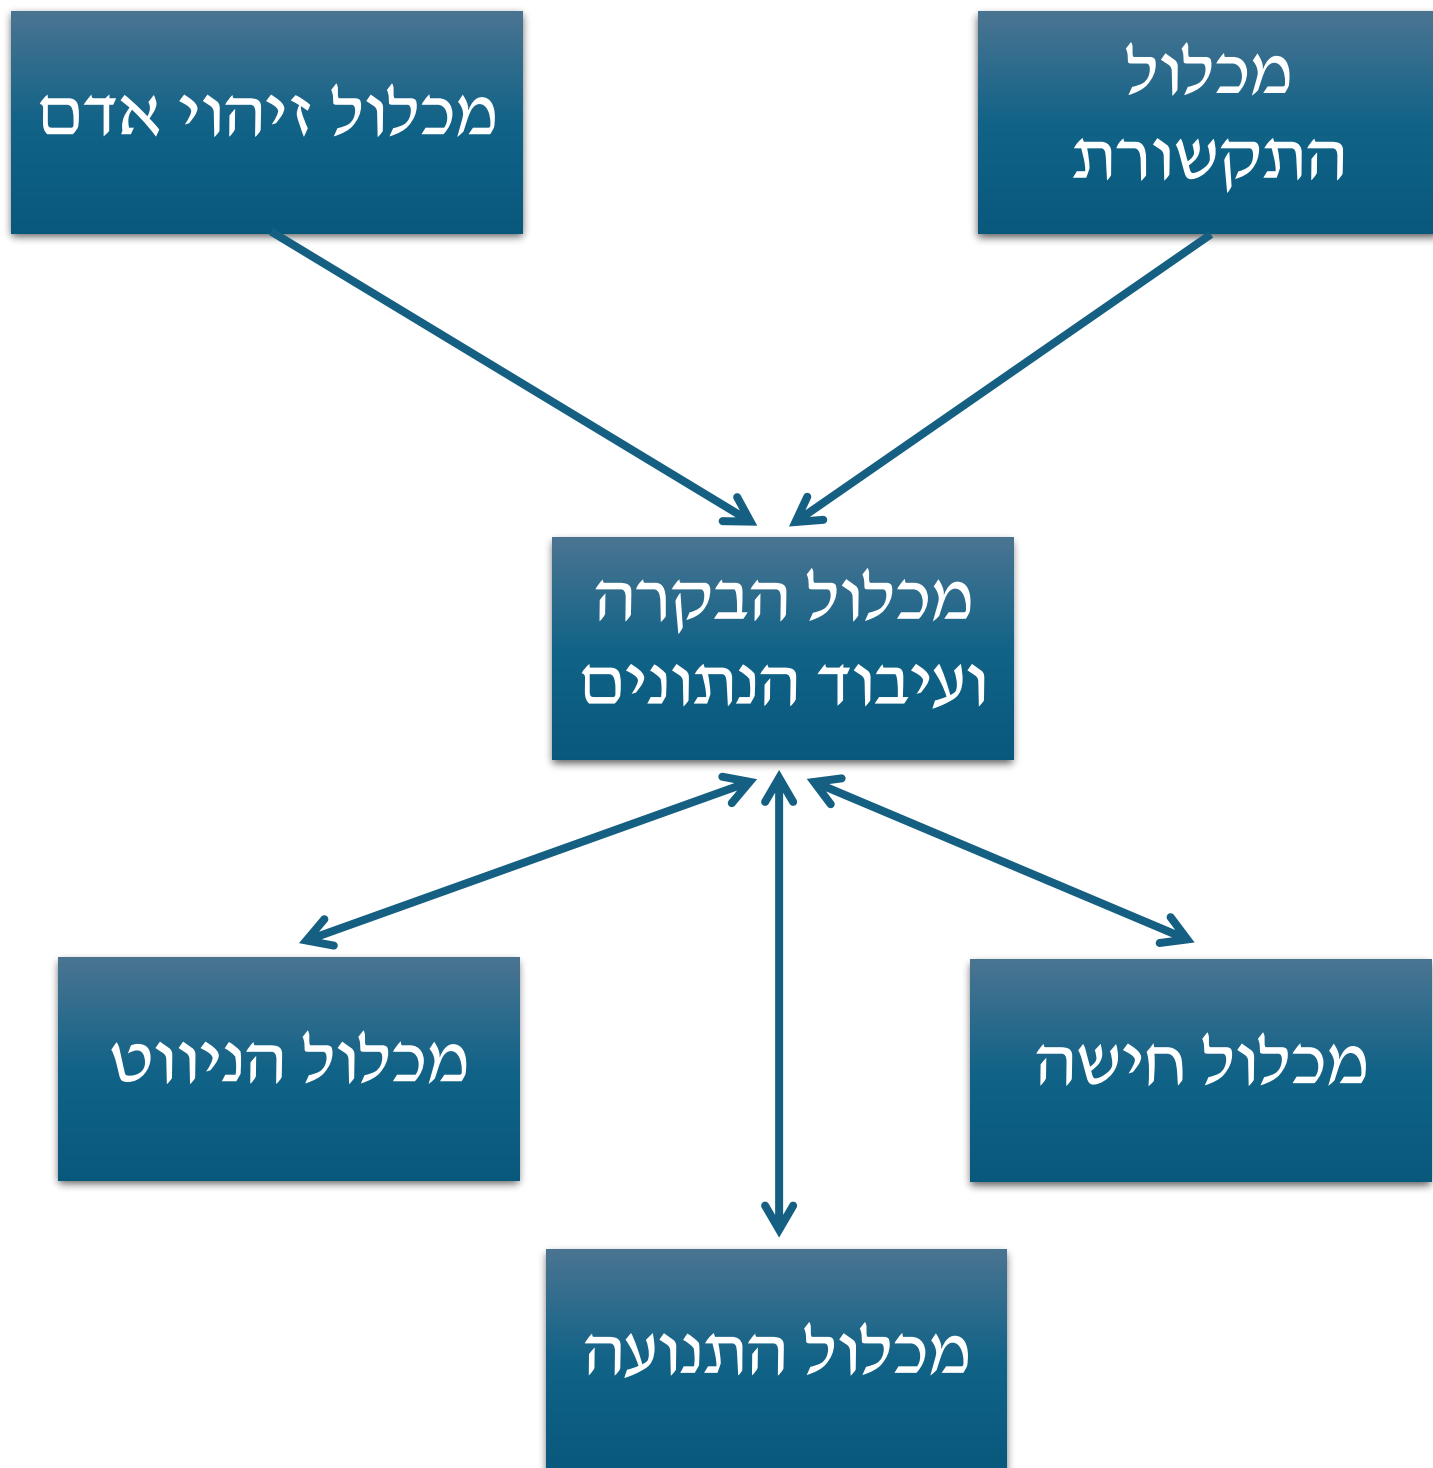 מכלול
התקשורת
מכלול זיהוי אדם
מכלול הבקרה
ועיבוד הנתונים
מכלול חישה
מכלול הניווט
מכלול התנועה